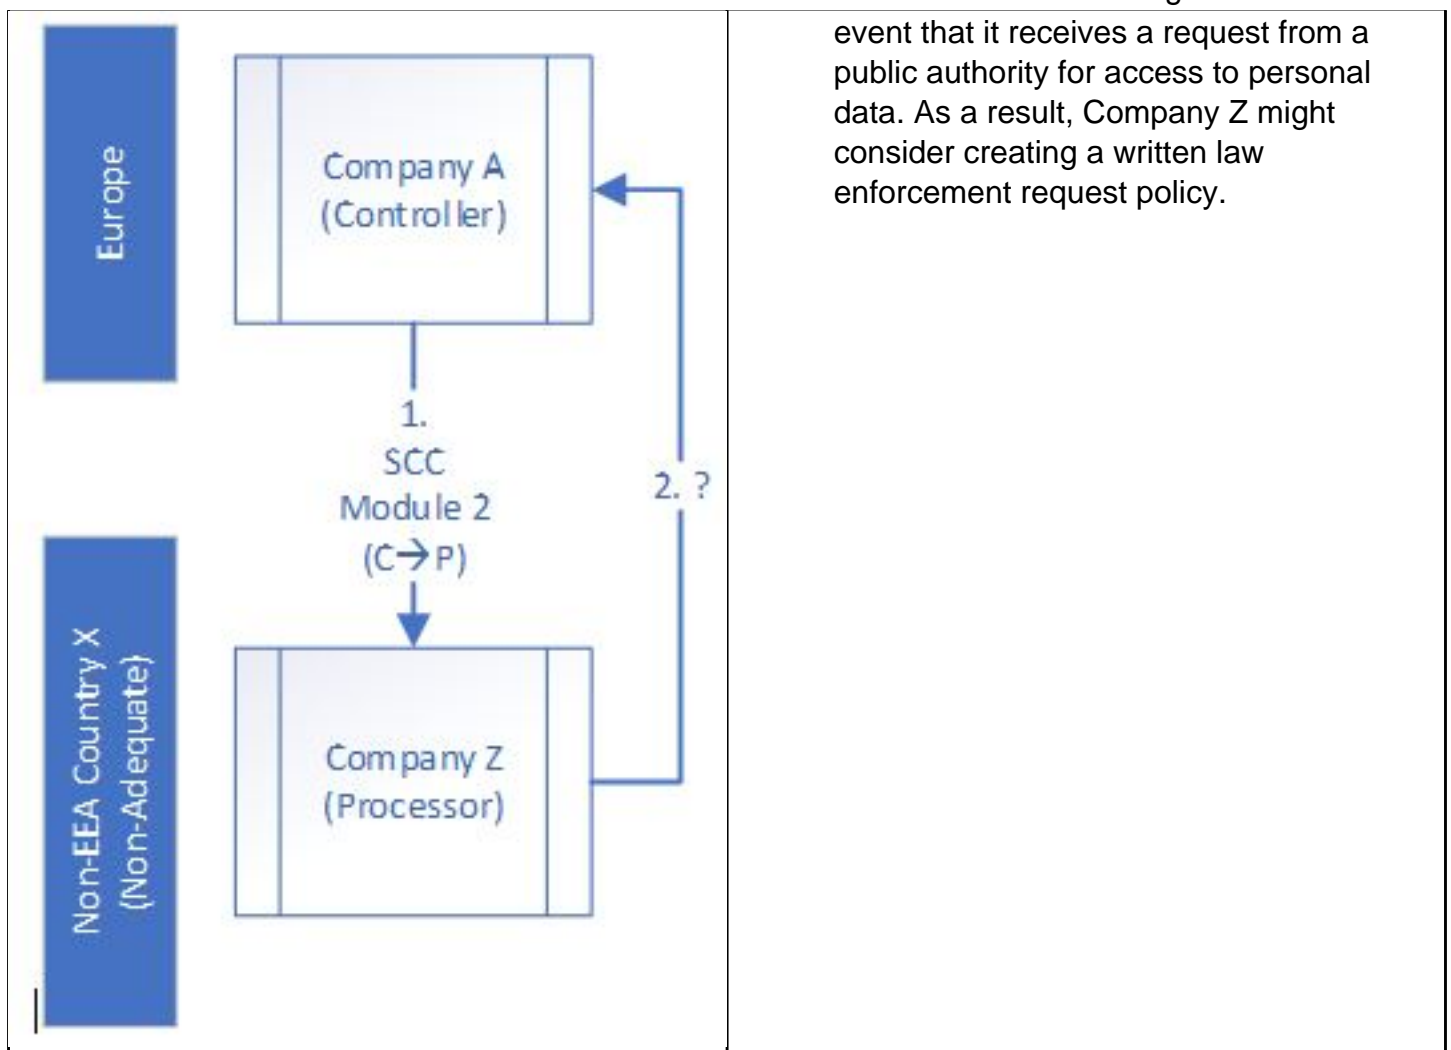 Europe
Company A
(Controller)
1.
SCC
Module 2
(C→P)
2. ?
Non-EEA Country X
(Non-Adequate)
Company Z
(Processor)
event that it receives a request from a
public authority for access to personal
data. As a result, Company Z might
consider creating a written law
enforcement request policy.